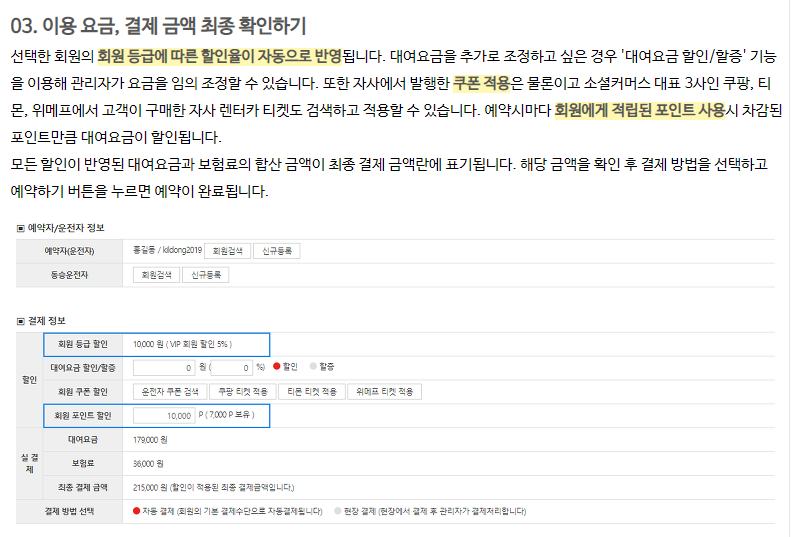 03. 이용 요금, 결제 금액 최종 확인하기
선택한 회원의 회원 등급에 따른 할인율이 자동으로 반영됩니다. 대여요금을 추가로 조정하고 싶은 경우 '대여요금 할인/할증' 기능
을 이용해 관리자가 요금을 임의 조정할 수 있습니다. 또한 자사에서 발행한 쿠폰 적용은 물론이고 소셜커머스 대표 3사인 쿠팡, 티
몬, 위메프에서 고객이 구매한 자사 렌터카 티켓도 검색하고 적용할 수 있습니다. 예약시마다 회원에게 적립된 포인트 사용시 차감된
포인트만큼 대여요금이 할인됩니다.
모든 할인이 반영된 대여요금과 보험료의 합산 금액이 최종 결제 금액란에 표기됩니다. 해당 금액을 확인 후 결제 방법을 선택하고
예약하기 버튼을 누르면 예약이 완료됩니다.
▣ 예약자/운전자 정보
예약자(운전자) 홍길동 / kildong2019 회원검색 신규등록
동승운전자 회원검색 신규등록
▣ 결제 정보
할인
회원 등급 할인 10,000 원 ( VIP 회원 할인 5% )
대여요금 할인/할증 0 원 ( 0 %) 할인 할증
회원 쿠폰 할인 운전자 쿠폰 검색 쿠팡 티켓 적용 티몬 티켓 적용 위메프 티켓 적용
회원 포인트 할인 10,000 P ( 7,000 P 보유 )
실 결
제
대여요금 179,000 원
보험료 36,000 원
최종 결제 금액 215,000 원 (할인이 적용된 최종 결제금액입니다.)
결제 방법 선택 자동 결제 (회원의 기본 결제수단으로 자동결제됩니다) 현장 결제 (현장에서 결제 후 관리자가 결제처리합니다)